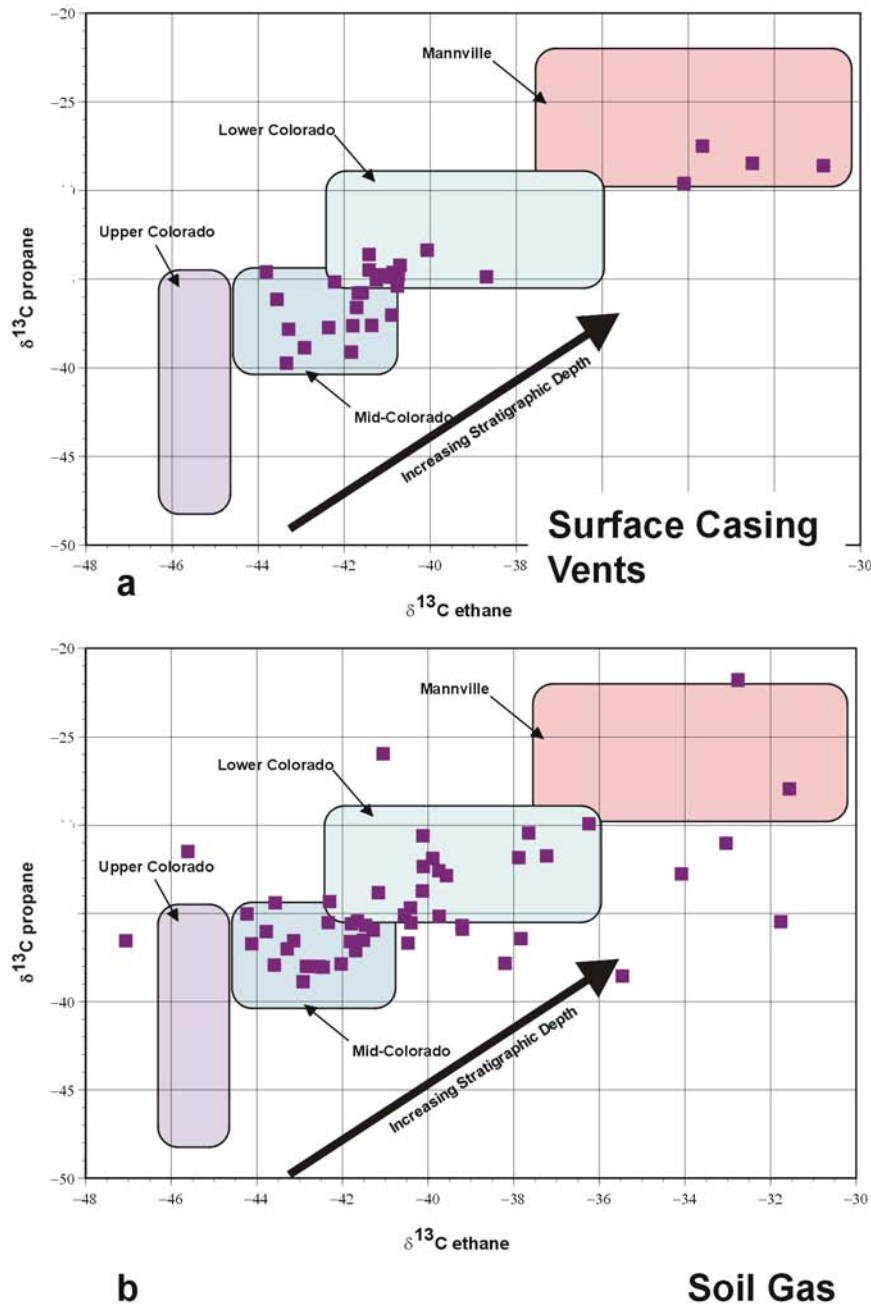 −20
Mannville
−25
Lower Colorado
Upper Colorado
δ13C propane
−35
−40
Mid-Colorado
Increasing Stratigraphic Depth
−45
Surface Casing
Vents
−50
−48 −46 −44 −42 −40 −38 −30
a
δ13C ethane
−20
Mannville
−25
Lower Colorado
Upper Colorado
δ13C propane
−35
−40
Mid-Colorado
Increasing Stratigraphic Depth
−45
−50
−48 −46 −44 −42 −40 −38 −36 −34 −32 −30
δ13C ethane
b
Soil Gas